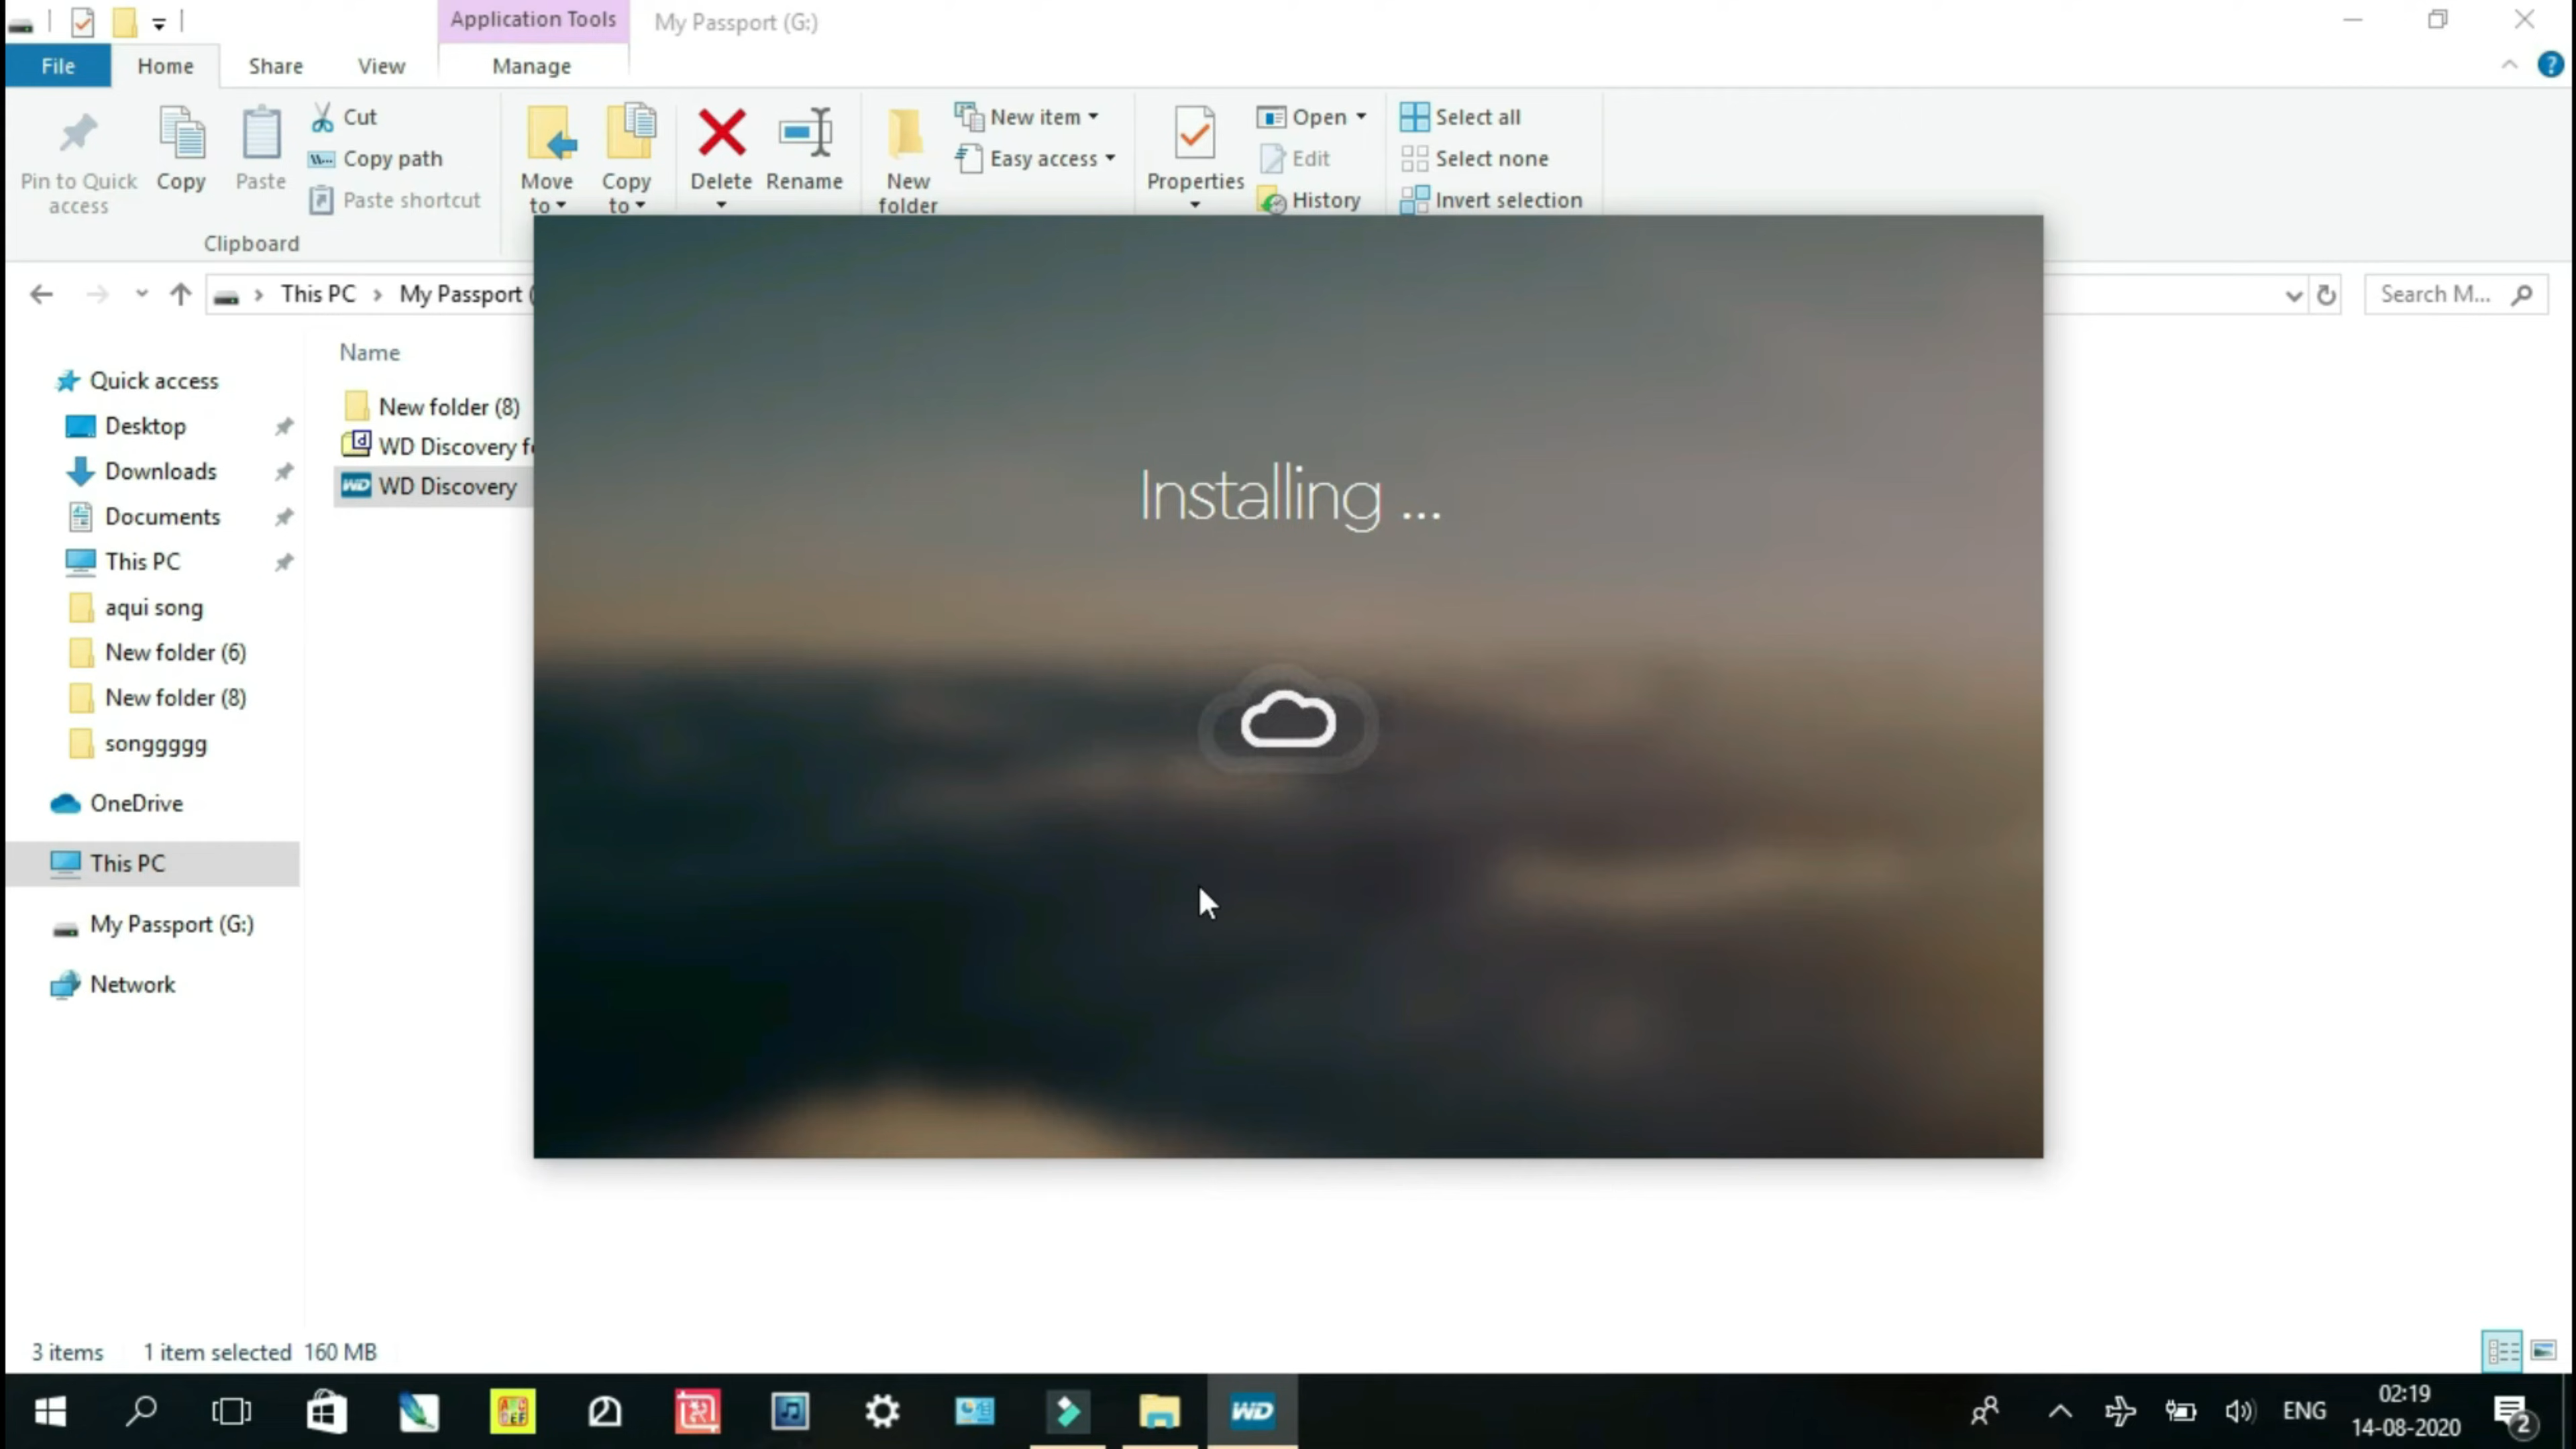 Application Tools
My Passport (G:)
File
Home
Share
View
Manage
Pin to Quick access
Copy
Paste
Cut
Copy path
Paste shortcut
Clipboard
Move to
Copy to
Delete
Rename
New folder
New item
Easy access
Properties
Open
Edit
History
Select all
Select none
Invert selection
This PC
My Passport (
Search M...
Name
New folder (8)
WD Discovery f
WD Discovery
Quick access
Desktop
Downloads
Documents
This PC
aqui song
New folder (6)
New folder (8)
songgggg
OneDrive
This PC
My Passport (G:)
Network
Installing ...
3 items
1 item selected 160 MB
WD
ENG
02:19
14-08-2020
2